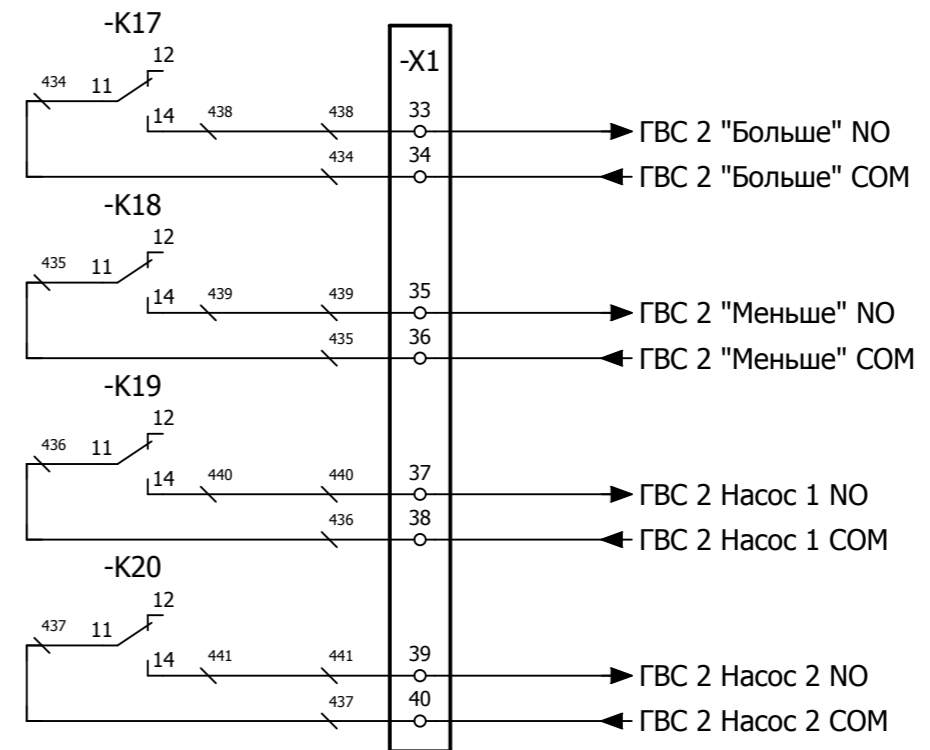 -K17
-X1
12
434 11
14 438 438 33 ГВС 2 "Больше" NO
434 34 ГВС 2 "Больше" COM
-K18
12
435 11
14 439 439 35 ГВС 2 "Меньше" NO
435 36 ГВС 2 "Меньше" COM
-K19
12
436 11
14 440 440 37 ГВС 2 Насос 1 NO
436 38 ГВС 2 Насос 1 COM
-K20
12
437 11
14 441 441 39 ГВС 2 Насос 2 NO
437 40 ГВС 2 Насос 2 COM